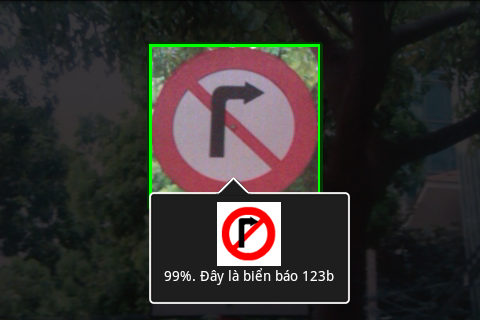 99%. Đây là biển báo 123b